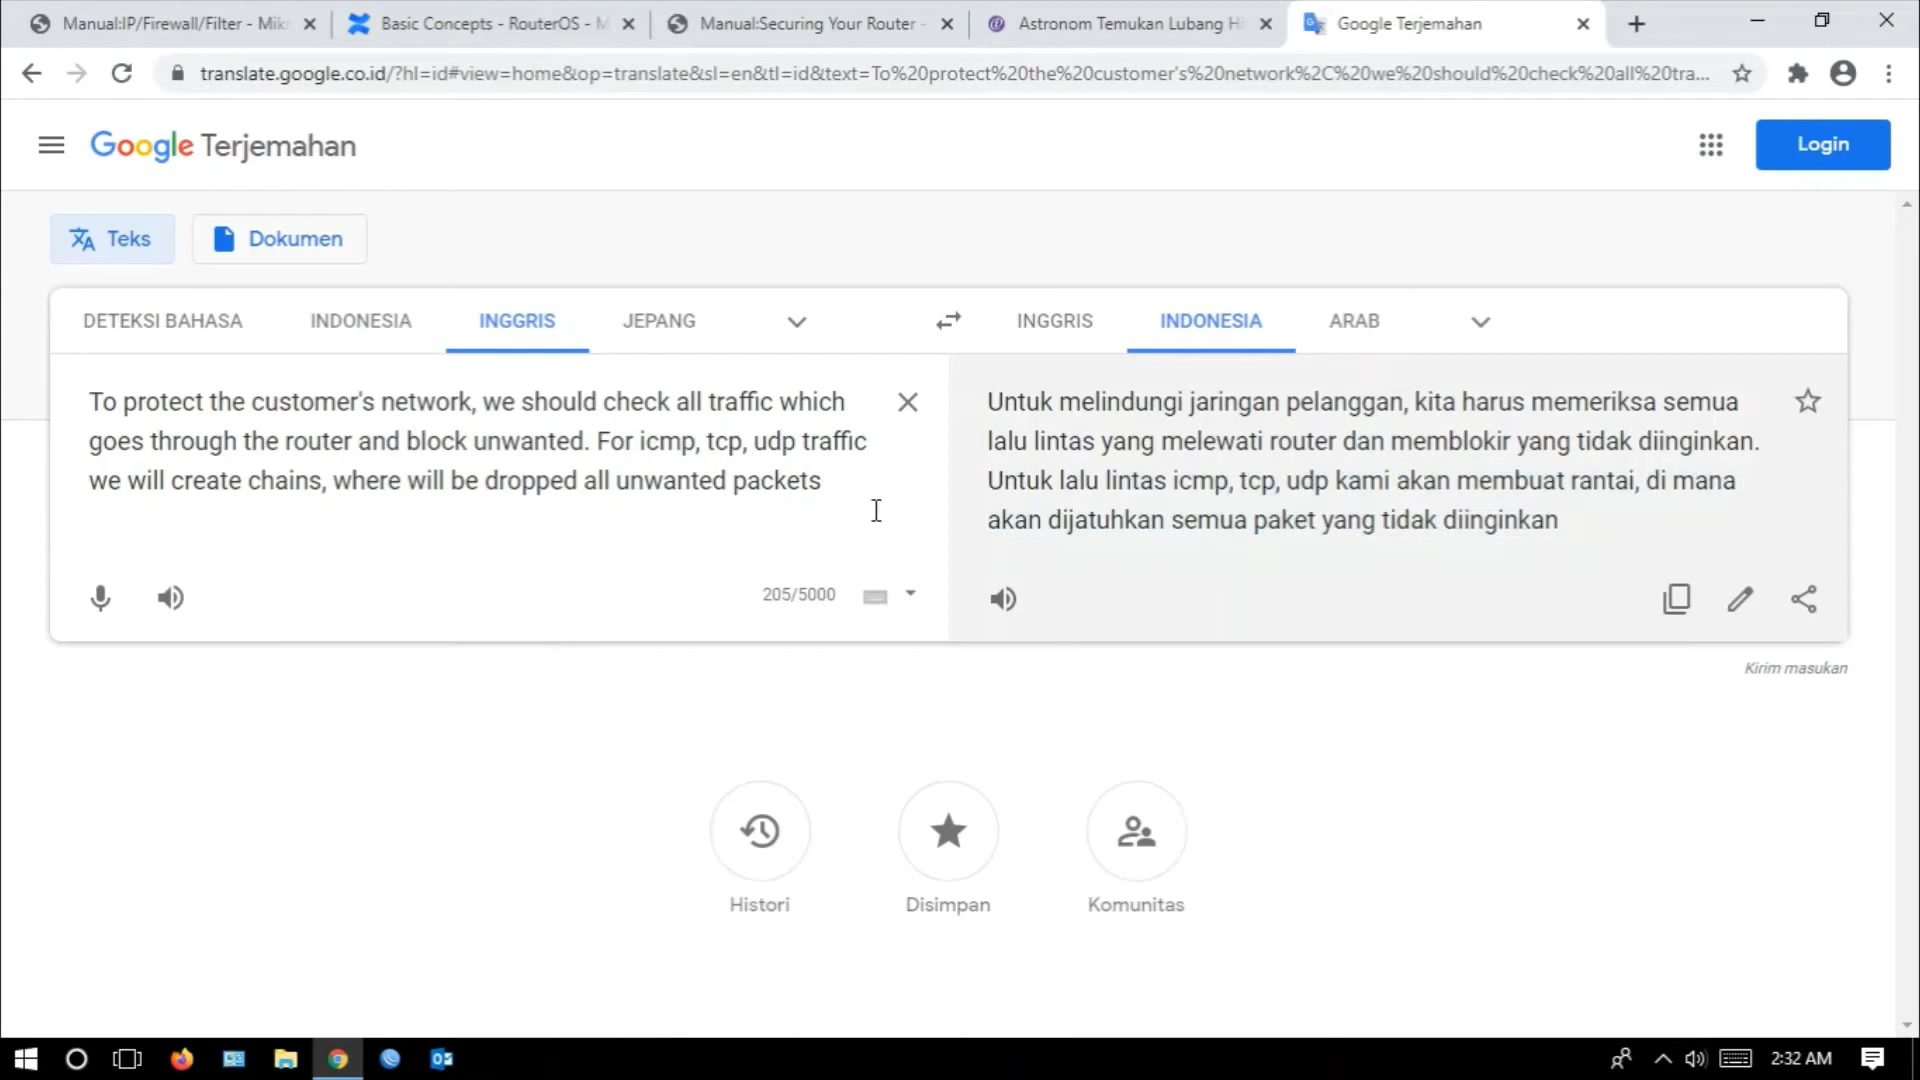 Manual:IP/Firewall/Filter - Mik
Basic Concepts - RouterOS - M
Manual:Securing Your Router -
Astronom Temukan Lubang Hi
Google Terjemahan
translate.google.co.id/?hl=id#view=home&op=translate&sl=en&tl=id&text=To%20protect%20the%20customer's%20network%2C%20we%20should%20check%20all%20tra...
Google Terjemahan
Login
Teks
Dokumen
DETEKSI BAHASA
INDONESIA
INGGRIS
JEPANG
INGGRIS
INDONESIA
ARAB
To protect the customer's network, we should check all traffic which
goes through the router and block unwanted. For icmp, tcp, udp traffic
we will create chains, where will be dropped all unwanted packets
205/5000
Untuk melindungi jaringan pelanggan, kita harus memeriksa semua
lalu lintas yang melewati router dan memblokir yang tidak diinginkan.
Untuk lalu lintas icmp, tcp, udp kami akan membuat rantai, di mana
akan dijatuhkan semua paket yang tidak diinginkan
Kirim masukan
Histori
Disimpan
Komunitas
2:32 AM